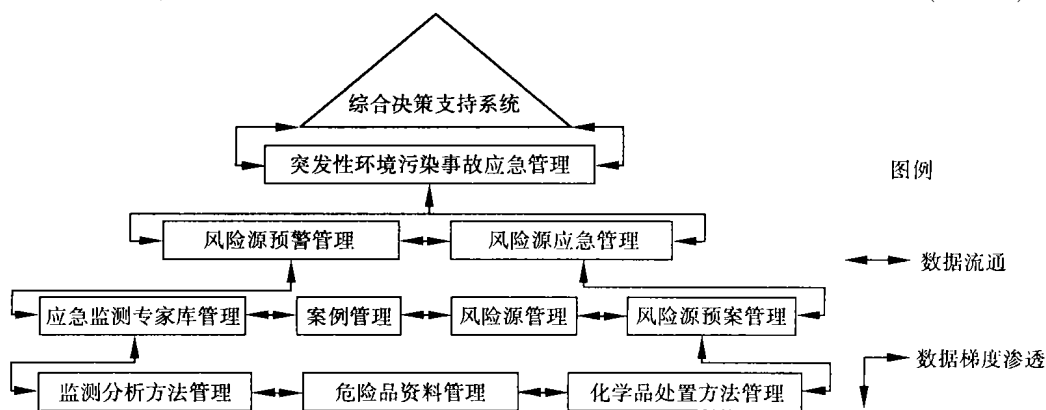 综合决策支持系统
突发性环境污染事故应急管理
图例
风险源预警管理
风险源应急管理
数据流通
应急监测专家库管理
案例管理
风险源管理
风险源预案管理
数据梯度渗透
监测分析方法管理
危险品资料管理
化学品处置方法管理